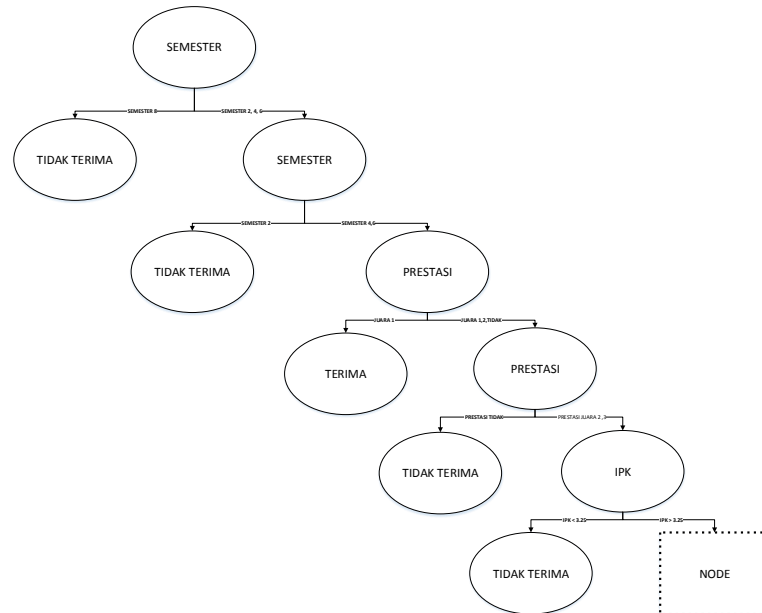 SEMESTER
SEMESTER 8
SEMESTER 2, 4, 6
TIDAK TERIMA
SEMESTER
SEMESTER 2
SEMESTER 4,6
TIDAK TERIMA
PRESTASI
JUARA 1
JUARA 1,2,TIDAK
TERIMA
PRESTASI
PRESTASI TIDAK
PRESTASI JUARA 2 ,3
TIDAK TERIMA
IPK
IPK < 3.25
IPK > 3.25
TIDAK TERIMA
NODE